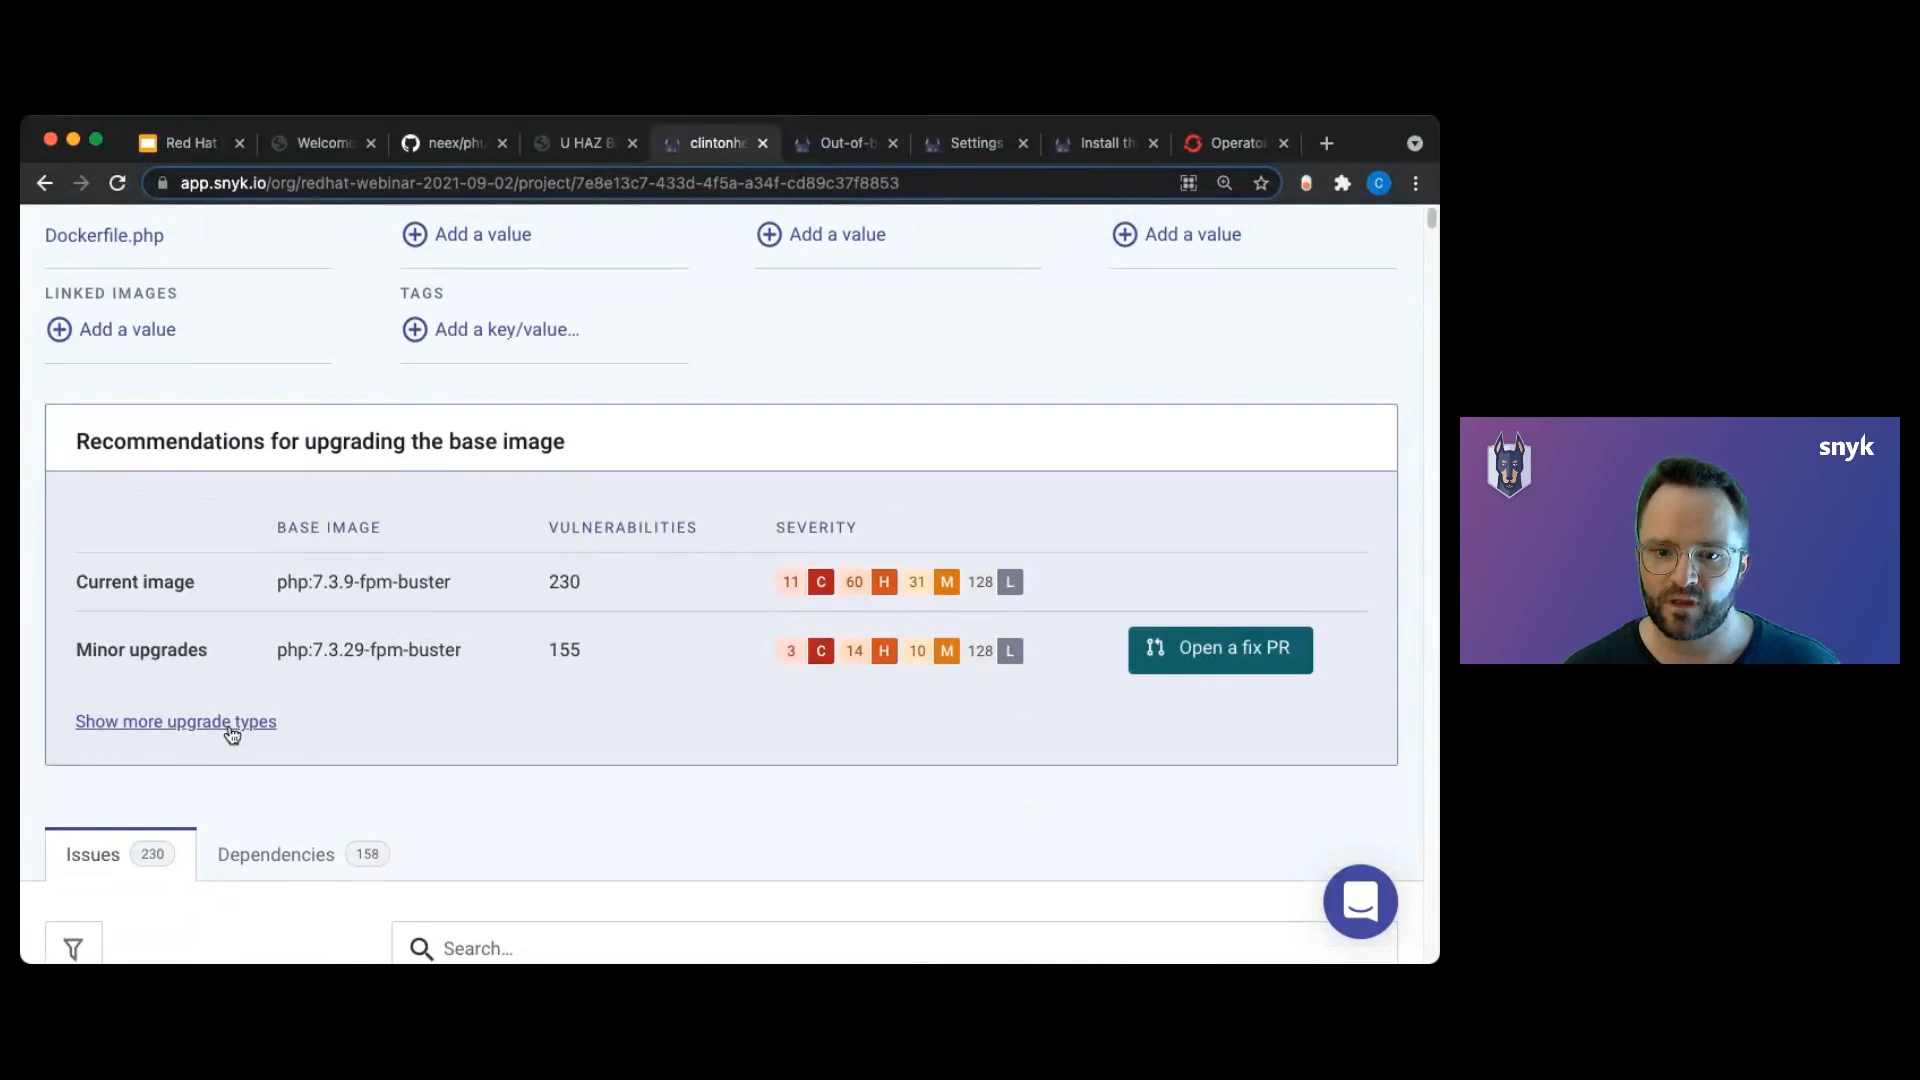 Red Hat
Welcome
neex/phu
U HAZ B
clintonhe
Out-of-b
Settings
Install th
Operato
app.snyk.io/org/redhat-webinar-2021-09-02/project/7e8e13c7-433d-4f5a-a34f-cd89c37f8853
C
Dockerfile.php
Add a value
Add a value
Add a value
LINKED IMAGES
TAGS
Add a value
Add a key/value...
Recommendations for upgrading the base image
BASE IMAGE VULNERABILITIES SEVERITY
Current image php:7.3.9-fpm-buster 230 11 C 60 H 31 M 128 L
Minor upgrades php:7.3.29-fpm-buster 155 3 C 14 H 10 M 128 L Open a fix PR
Show more upgrade types
Issues 230 Dependencies 158
Search...
snyk